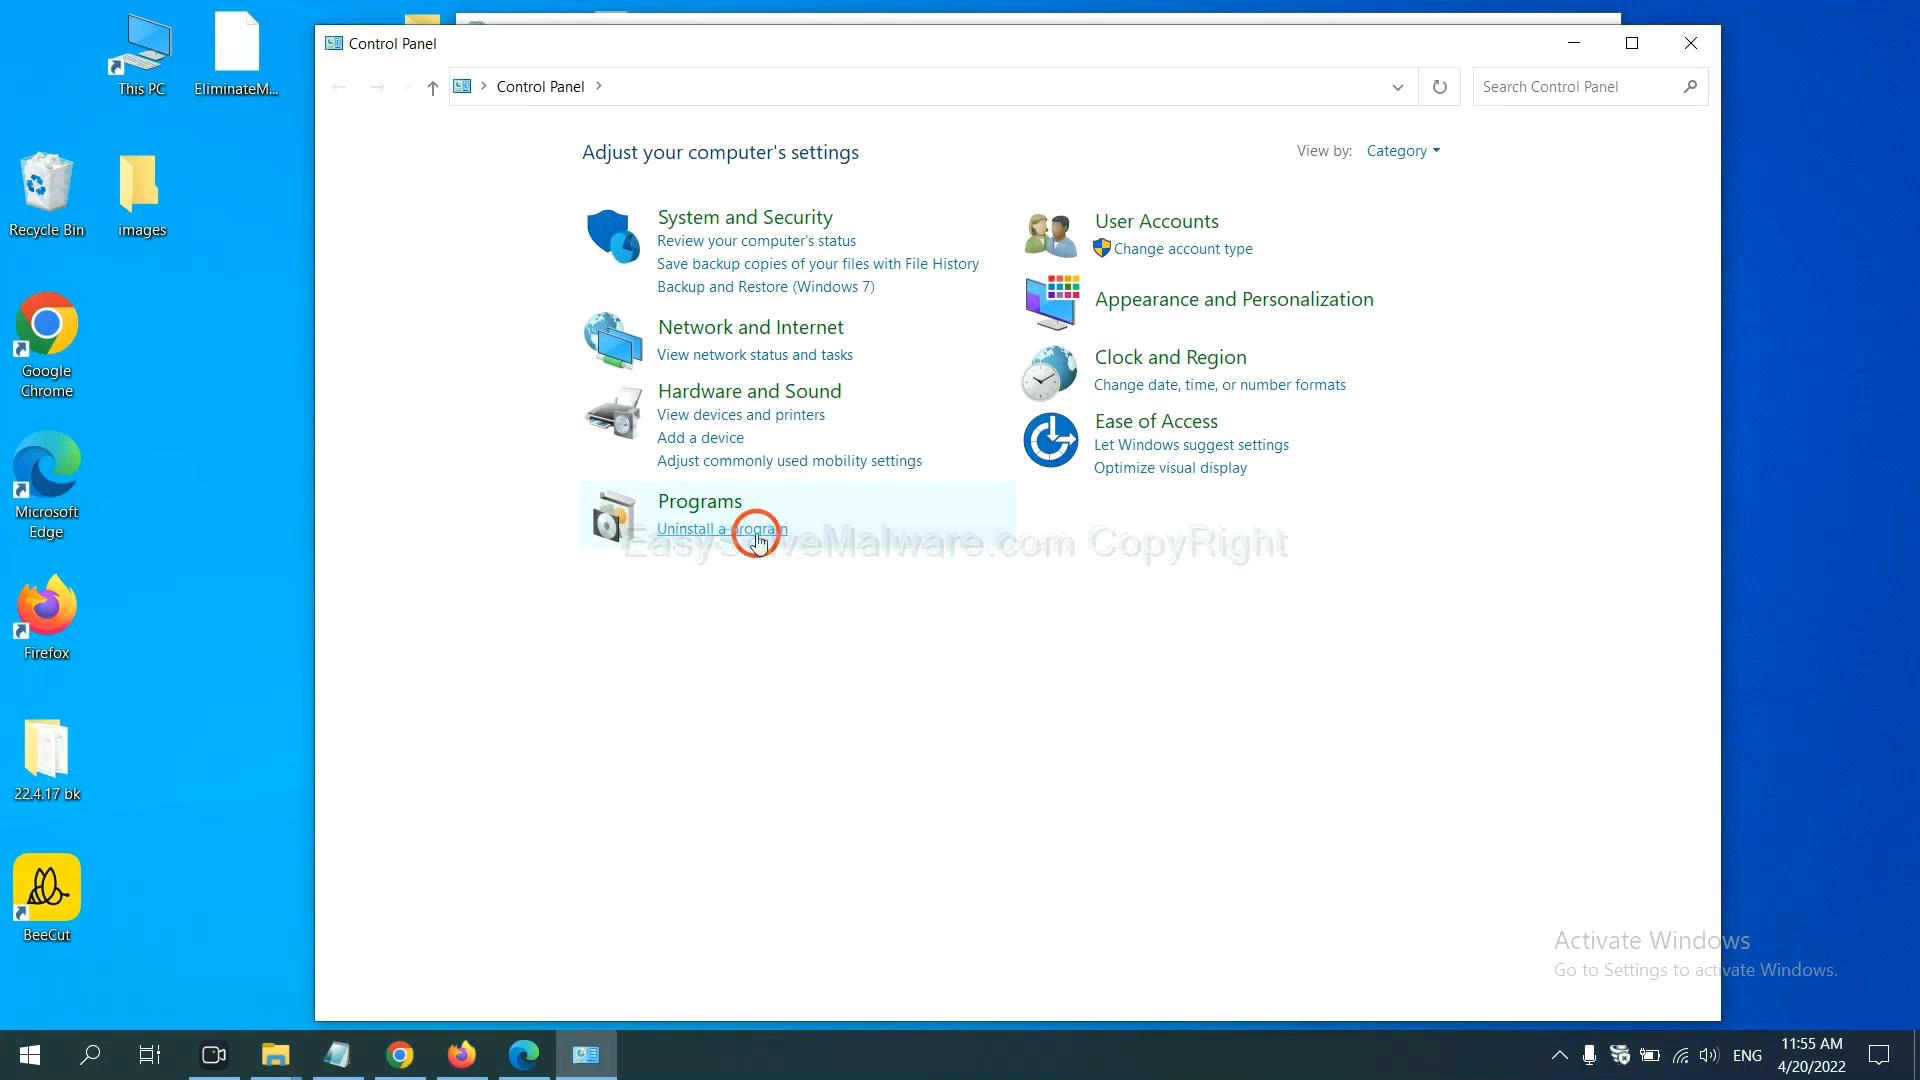 Control Panel
Control Panel
Search Control Panel
Adjust your computer's settings
View by: Category
System and Security
Review your computer's status
Save backup copies of your files with File History
Backup and Restore (Windows 7)
Network and Internet
View network status and tasks
Hardware and Sound
View devices and printers
Add a device
Adjust commonly used mobility settings
Programs
Uninstall a program
User Accounts
Change account type
Appearance and Personalization
Clock and Region
Change date, time, or number formats
Ease of Access
Let Windows suggest settings
Optimize visual display
CopyRight
This PC
EliminateM...
Recycle Bin
images
Google
Chrome
Microsoft
Edge
Firefox
22.4.17 bk
BeeCut
Activate Windows
Go to Settings to activate Windows.
ENG
11:55 AM
4/20/2022